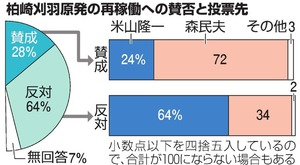 柏崎刈羽原発の再稼働への賛否と投票先
米山隆一
森民夫
その他3
賛成
28%
賛成
24%
72
反対
64%
反対
64%
34
2
無回答7%
小数点以下を四捨五入しているの
で、合計が100にならない場合もある